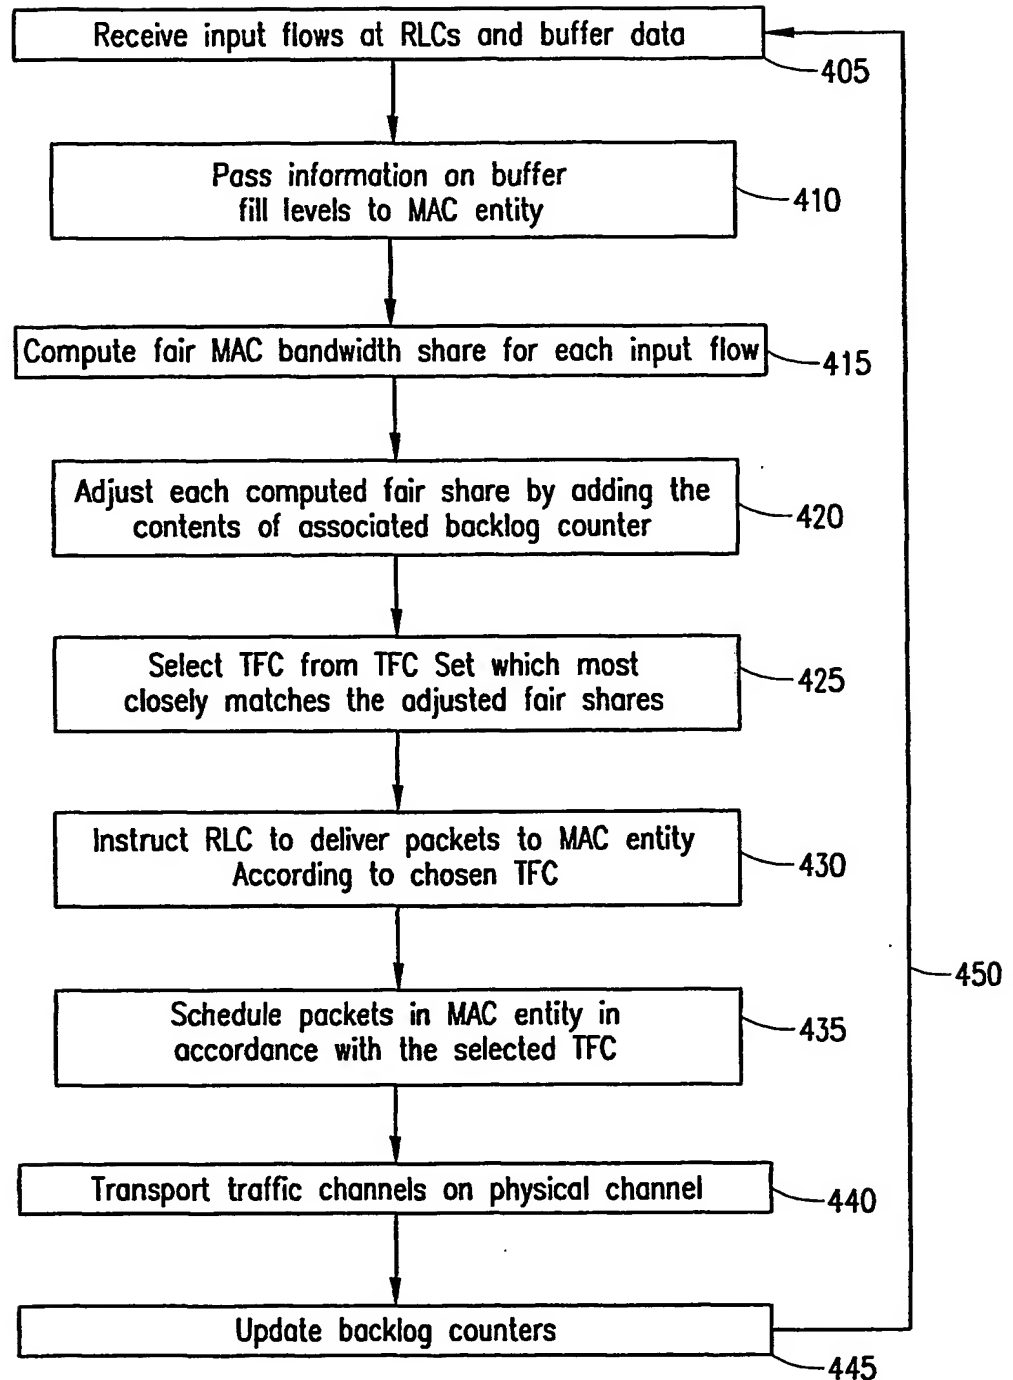 Receive input flows at RLCs and buffer data
405
Pass information on buffer
fill levels to MAC entity
410
Compute fair MAC bandwidth share for each input flow
415
Adjust each computed fair share by adding the
contents of associated backlog counter
420
Select TFC from TFC Set which most
closely matches the adjusted fair shares
425
Instruct RLC to deliver packets to MAC entity
According to chosen TFC
430
Schedule packets in MAC entity in
accordance with the selected TFC
435
450
Transport traffic channels on physical channel
440
Update backlog counters
445